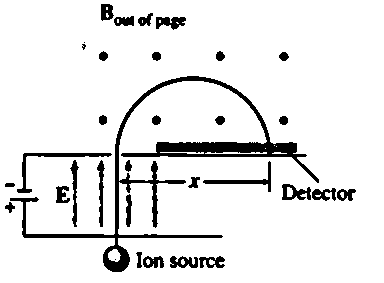 B out of page
- E
+
x
Detector
Ion source